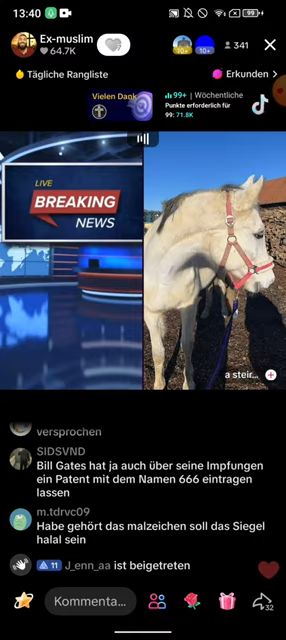 13:40
99+
Ex-muslim
64.7K
10+
10+
341
Tägliche Rangliste
Erkunden >
Vielen Dank
99+ | Wöchentliche
Punkte erforderlich für
99: 71.8K
LIVE
BREAKING
NEWS
a steir...
versprochen
SIDSVND
Bill Gates hat ja auch über seine Impfungen
ein Patent mit dem Namen 666 eintragen
lassen
m.tdrvc09
Habe gehört das malzeichen soll das Siegel
halal sein
11 J_enn_aa ist beigetreten
Kommenta...
32